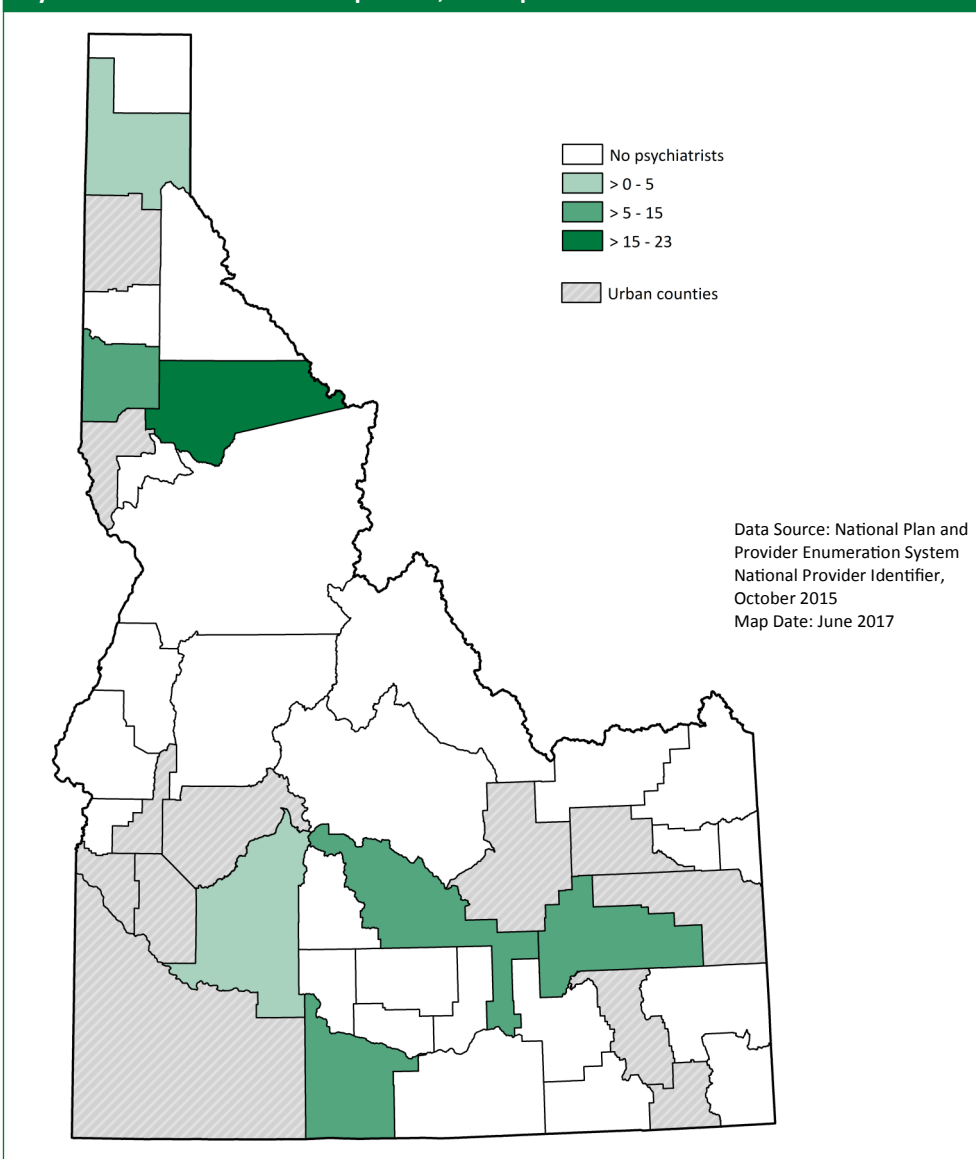 No psychiatrists
> 0 - 5
> 5 - 15
> 15 - 23
Urban counties
Data Source: National Plan and
Provider Enumeration System
National Provider Identifier,
October 2015
Map Date: June 2017